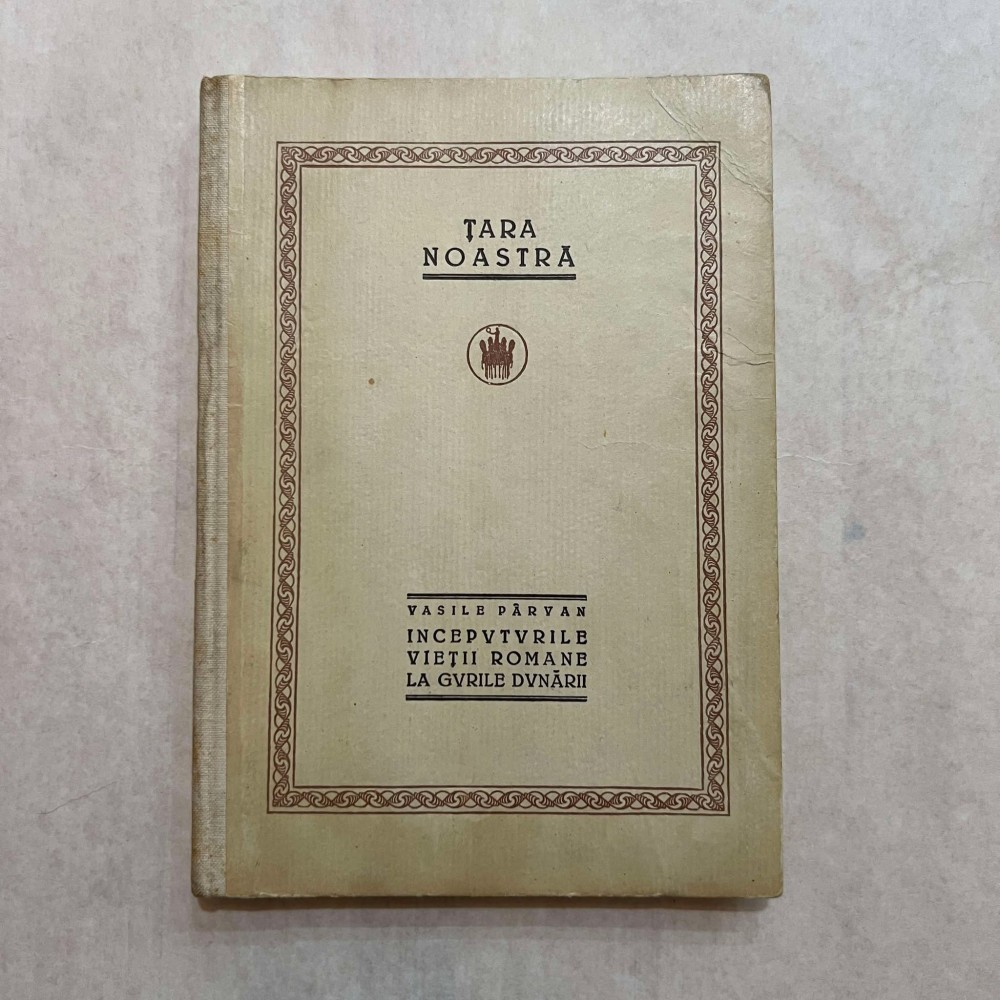 ȚARA
NOASTRĂ
VASILE PÂRVAN
INCEPVTVRILE
VIEȚII ROMANE
LA GVRILE DVNĂRII